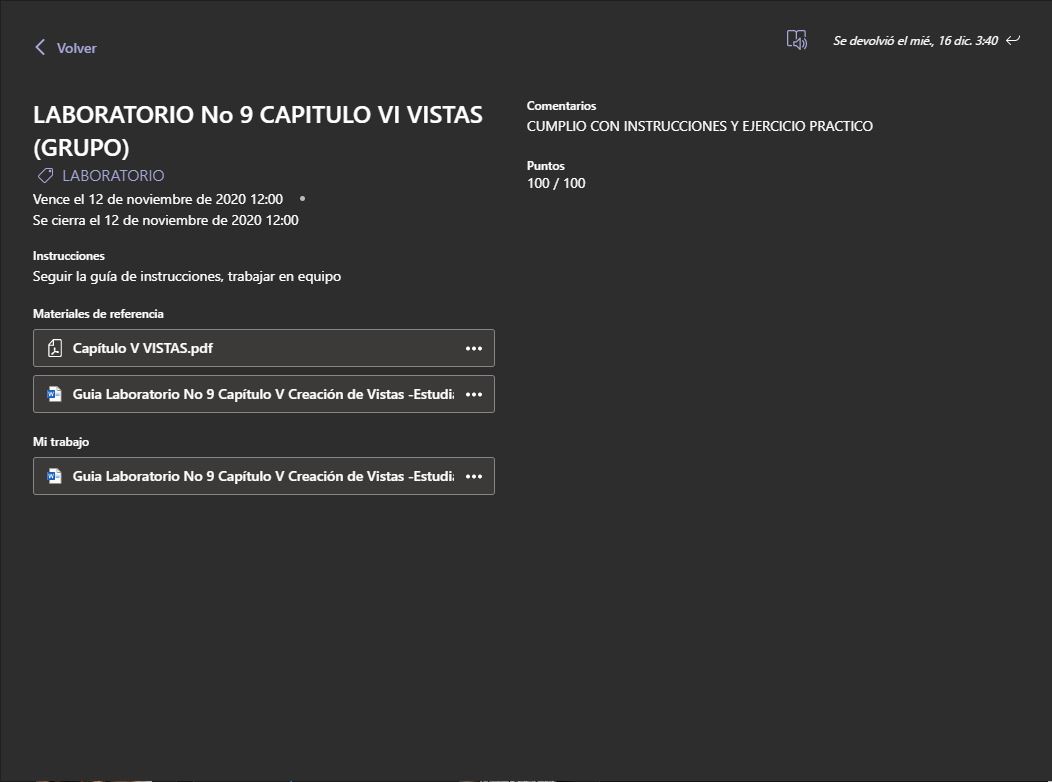 Volver
Se devolvió el mié., 16 dic. 3:40
LABORATORIO No 9 CAPITULO VI VISTAS
(GRUPO)
LABORATORIO
Vence el 12 de noviembre de 2020 12:00 •
Se cierra el 12 de noviembre de 2020 12:00
Instrucciones
Seguir la guía de instrucciones, trabajar en equipo
Materiales de referencia
Capítulo V VISTAS.pdf
Guia Laboratorio No 9 Capítulo V Creación de Vistas -Estudi
Mi trabajo
Guia Laboratorio No 9 Capítulo V Creación de Vistas -Estudi
Comentarios
CUMPLIO CON INSTRUCCIONES Y EJERCICIO PRACTICO
Puntos
100 / 100